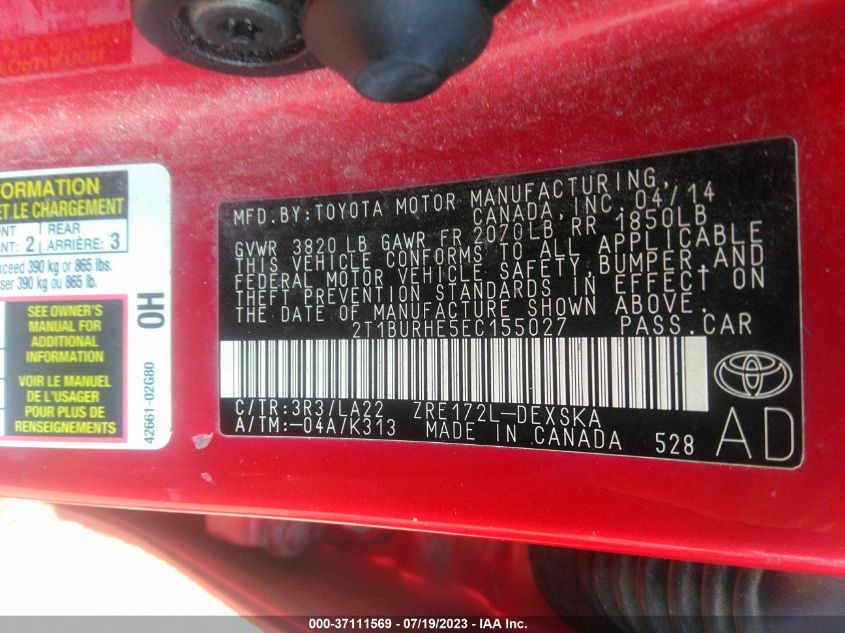 FORMATION
ET LE CHARGEMENT
NT 2 REAR
ARRIÈRE: 3
xceed 390 kg or 865 lbs.
ser 390 kg ou 865 lb.
SEE OWNER'S
MANUAL FOR
ADDITIONAL
INFORMATION
VOIR LE MANUEL
DE L'USAGER
POUR PLUS DE
RENSEIGNEMENTS
0H
42661-02G80
MFD.BY:TOYOTA MOTOR MANUFACTURING,
CANADA, INC. 04/14
GVWR 3820 LB GAWR FR 2070LB RR 1850LB
THIS VEHICLE CONFORMS TO ALL APPLICABLE
FEDERAL MOTOR VEHICLE SAFETY,BUMPER,AND
THEFT PREVENTION STANDARDS IN EFFECT ON
THE DATE OF MANUFACTURE SHOWN ABOVE.
2T1BURHE5EC155027 PASS.CAR
C/TR:3R3/LA22 ZRE172L-DEXSKA
A/TM:-04A/K313 MADE IN CANADA 528
AD
000-37111569 / 07/19/2023 - IAA Inc.